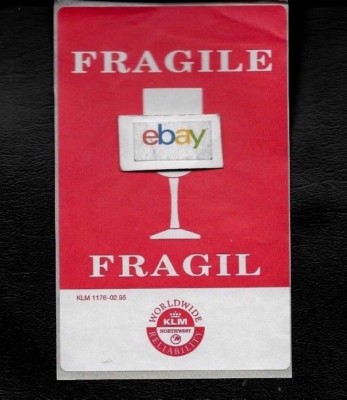 FRAGILE
ebay
FRAGIL
KLM 1176-02.95
WORLDWIDE
KLM
NORTHWEST
RELIABILITY